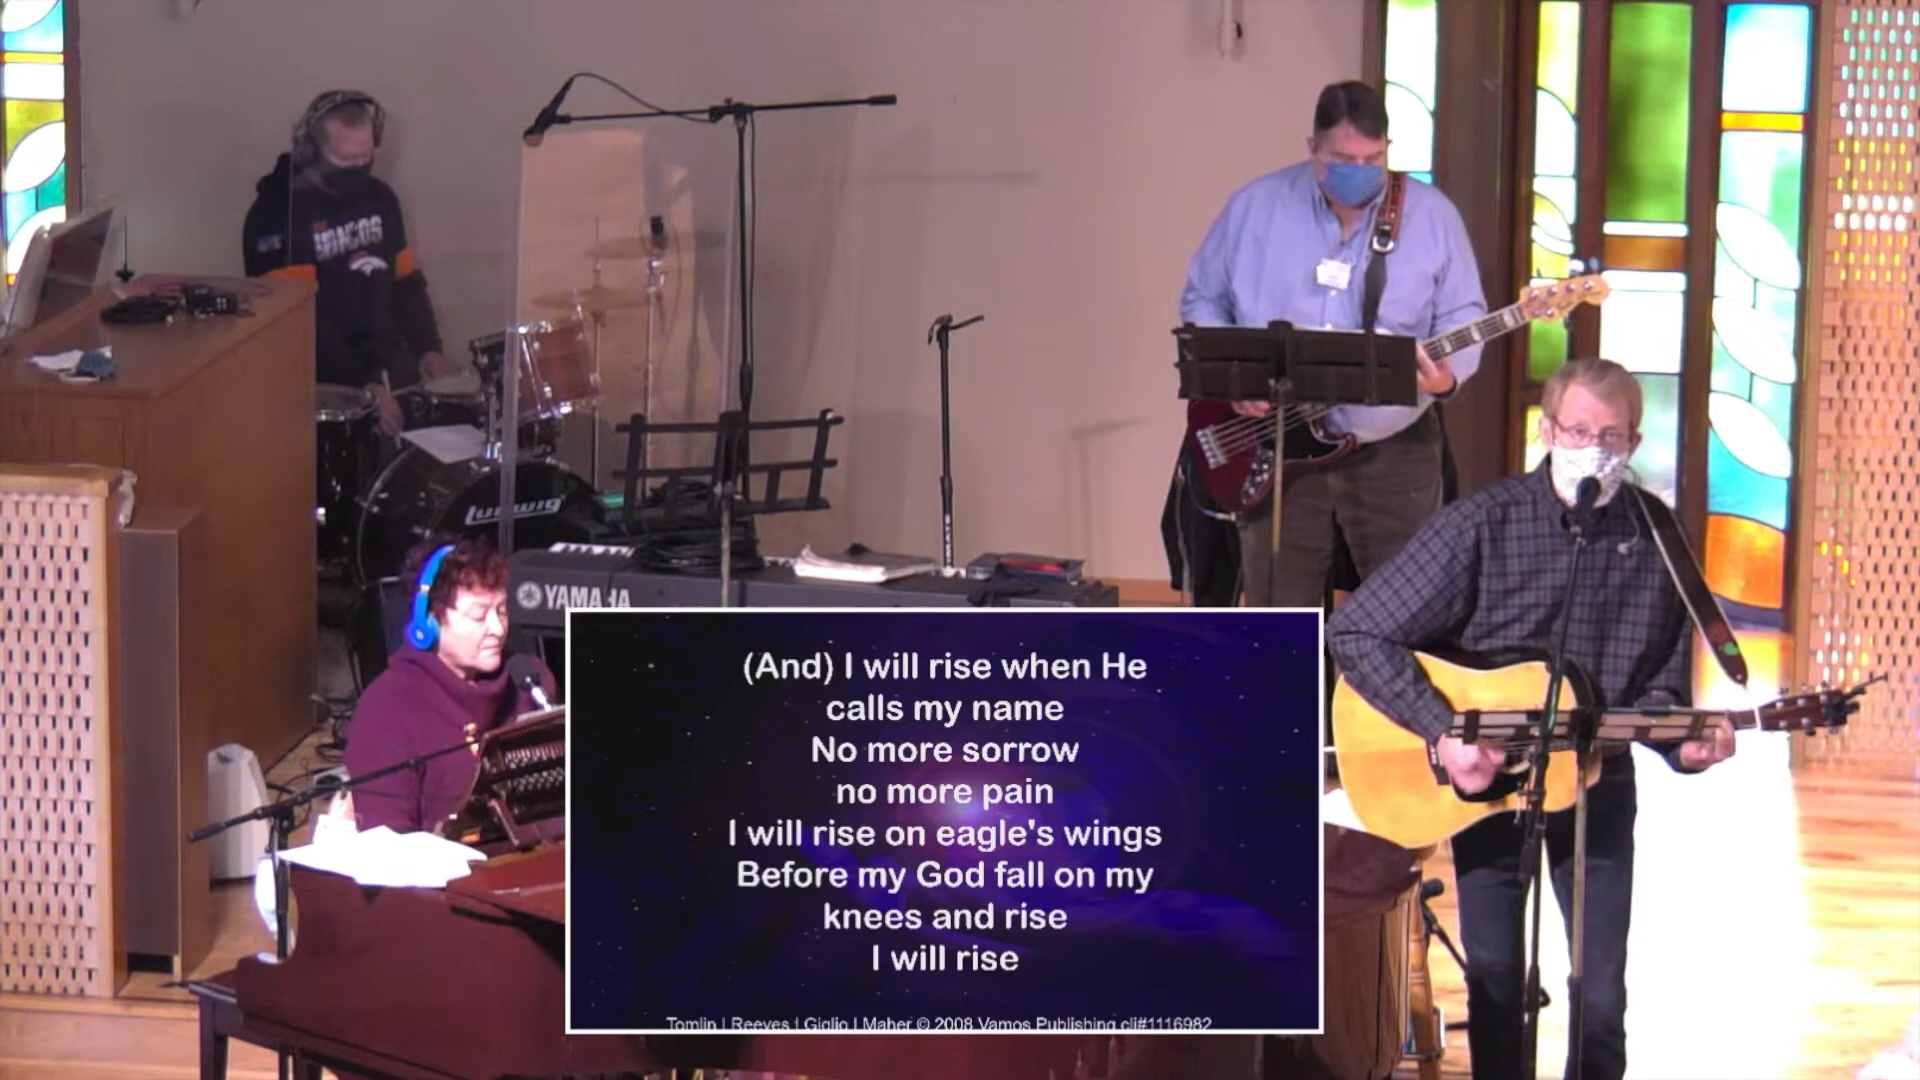 BRONCOS
Ludwig
YAMAHA
(And) I will rise when He
calls my name
No more sorrow
no more pain
I will rise on eagle's wings
Before my God fall on my
knees and rise
I will rise
Tomlin | Reeves | Giglio | Maher © 2008 Vamos Publishing cli#1116982